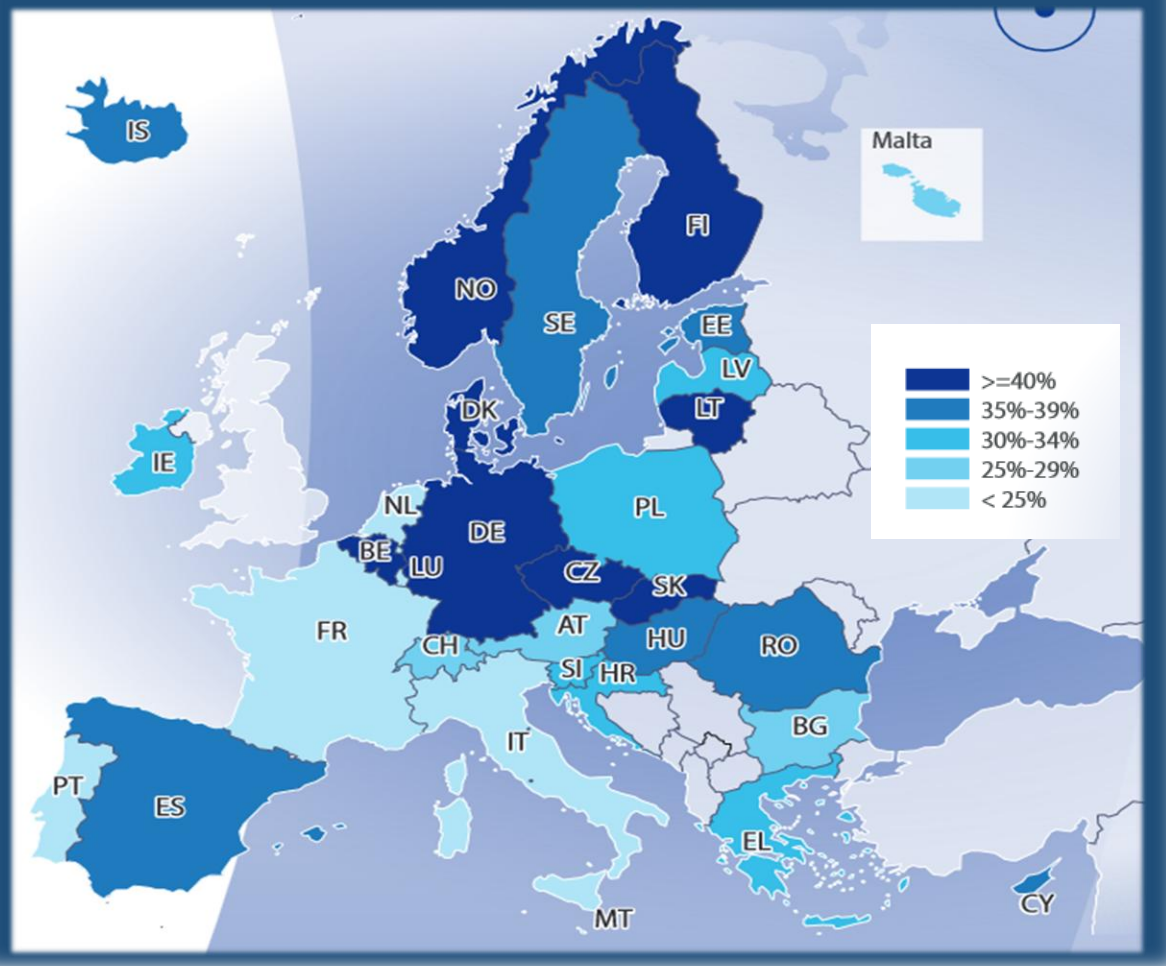 IS
Malta
FI
NO
SE
EE
LV
LT
DK
IE
>=40%
35%-39%
30%-34%
25%-29%
< 25%
NL
PL
DE
BE
LU
CZ
SK
FR
CH
AT
HU
RO
SI
HR
BG
IT
PT
ES
EL
CY
MT